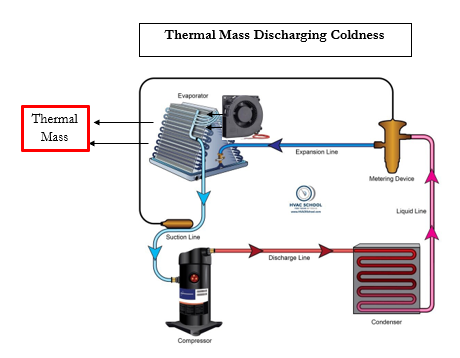 Thermal Mass Discharging Coldness
Evaporator
Thermal
Mass
Expansion Line
Metering Device
HVAC SCHOOL
Liquid Line
Suction Line
Discharge Line
Compressor
Condenser